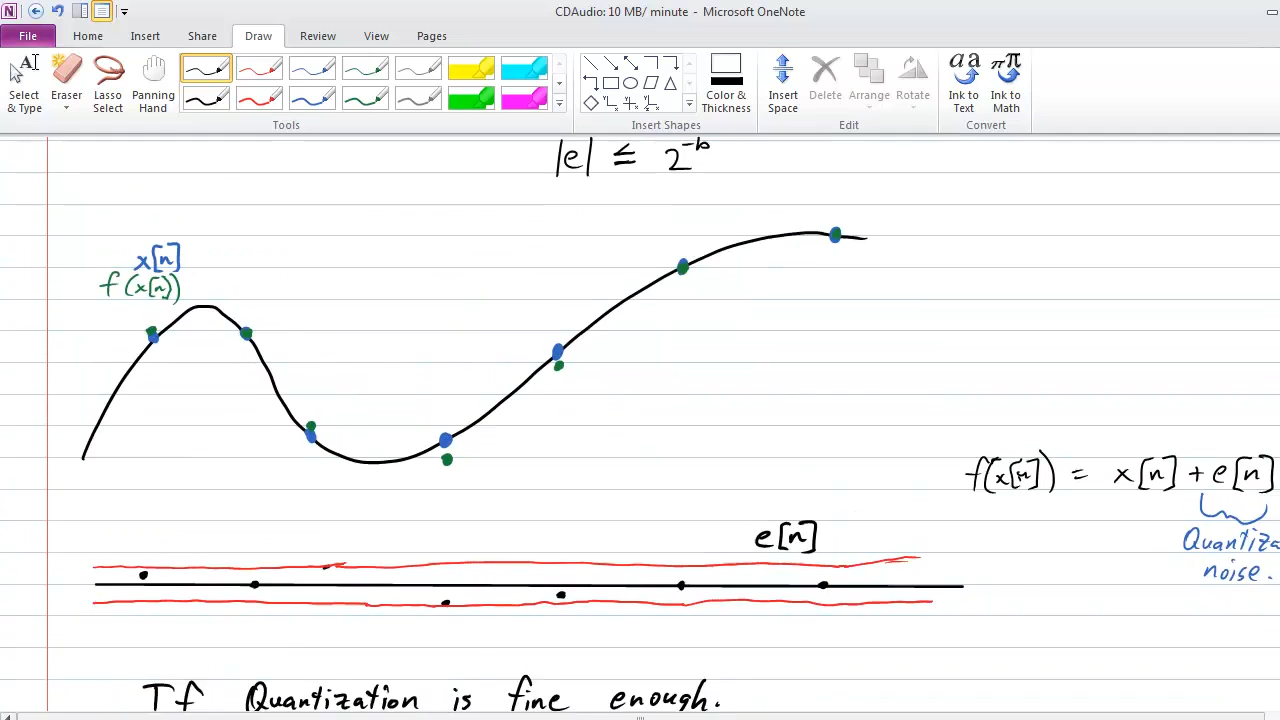 CDAudio: 10 MB/ minute - Microsoft OneNote
File Home Insert Share Draw Review View Pages
Select & Type Eraser Lasso Select Panning Hand Color & Thickness Insert Space Delete Arrange Rotate Ink to Text Ink to Math
Tools Insert Shapes Edit Convert
|e| ≤ 2^-b
x[n]
f(x[n])
f(x[n]) = x[n] + e[n]
Quantiza
noise.
e[n]
If Quantization is fine enough.